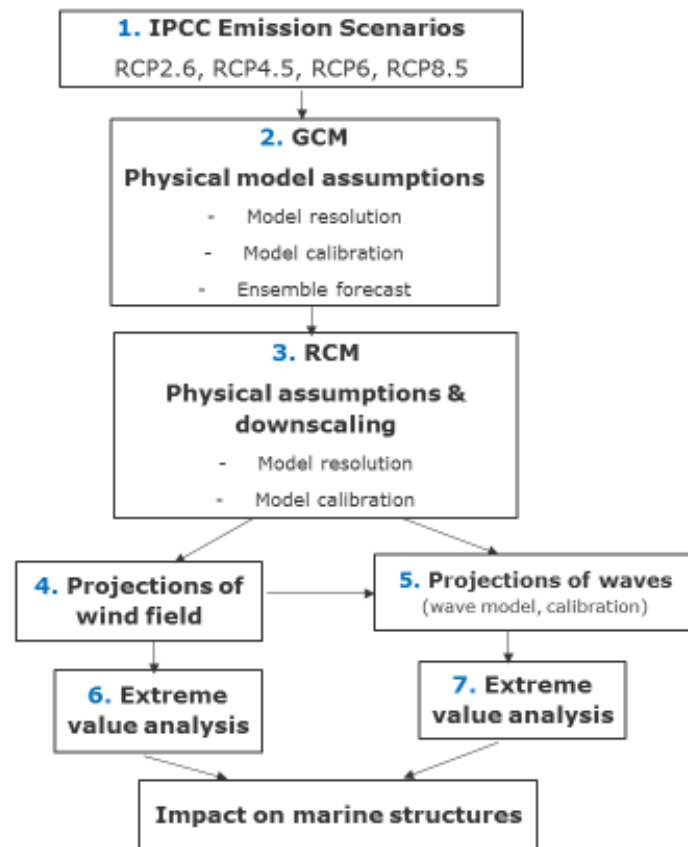 1. IPCC Emission Scenarios
RCP2.6, RCP4.5, RCP6, RCP8.5
2. GCM
Physical model assumptions
- Model resolution
- Model calibration
- Ensemble forecast
3. RCM
Physical assumptions &
downscaling
- Model resolution
- Model calibration
4. Projections of
wind field
5. Projections of waves
(wave model, calibration)
6. Extreme
value analysis
7. Extreme
value analysis
Impact on marine structures